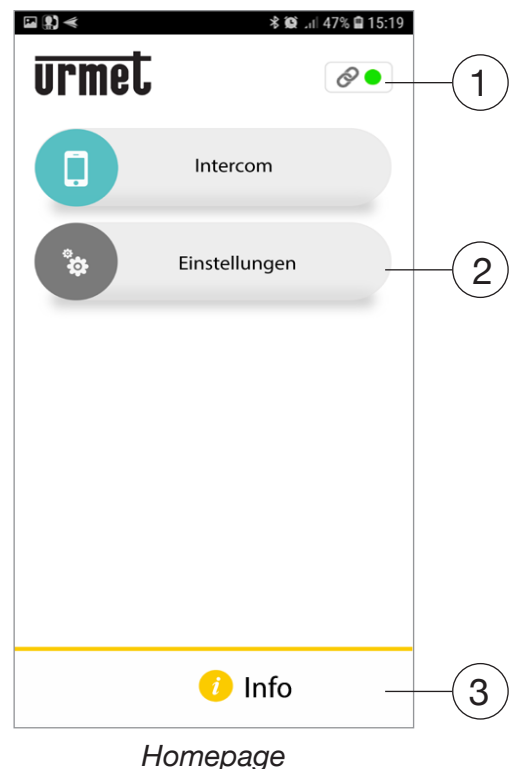 47% 15:19
urmet
1
Intercom
Einstellungen
2
i Info
3
Homepage